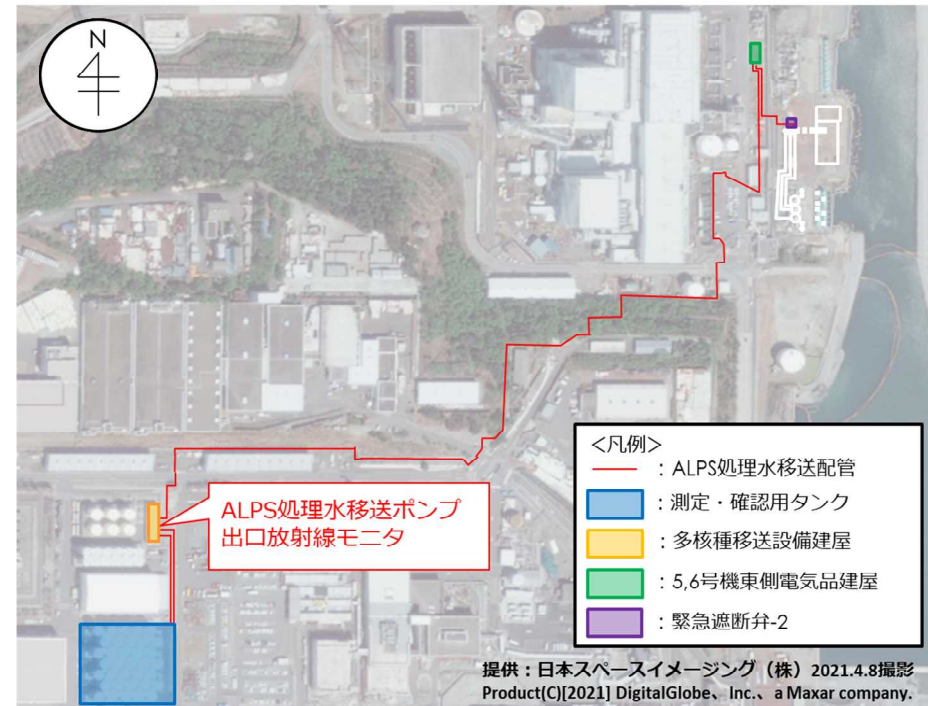 N
ALPS処理水移送ポンプ
出口放射線モニタ
<凡例>
：ALPS処理水移送配管
：測定・確認用タンク
：多核種移送設備建屋
：5,6号機東側電気品建屋
：緊急遮断弁-2
提供：日本スペースイメージング（株）2021.4.8撮影
Product(C)[2021] DigitalGlobe、Inc.、a Maxar company.